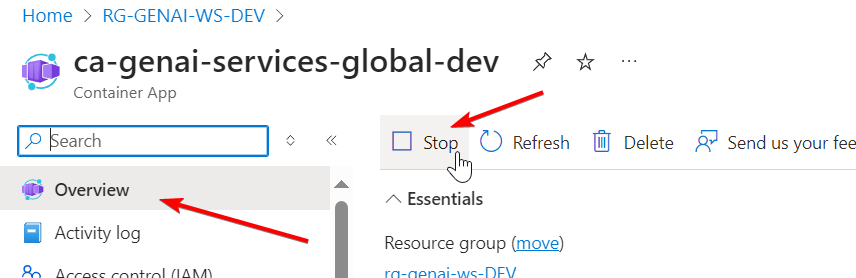 Home > RG-GENAI-WS-DEV >
ca-genai-services-global-dev ...
Container App
Search
Stop Refresh Delete Send us your fee
Overview
Essentials
Activity log
Resource group (move)
Access control (IAM)
rg-genai-ws-DEV